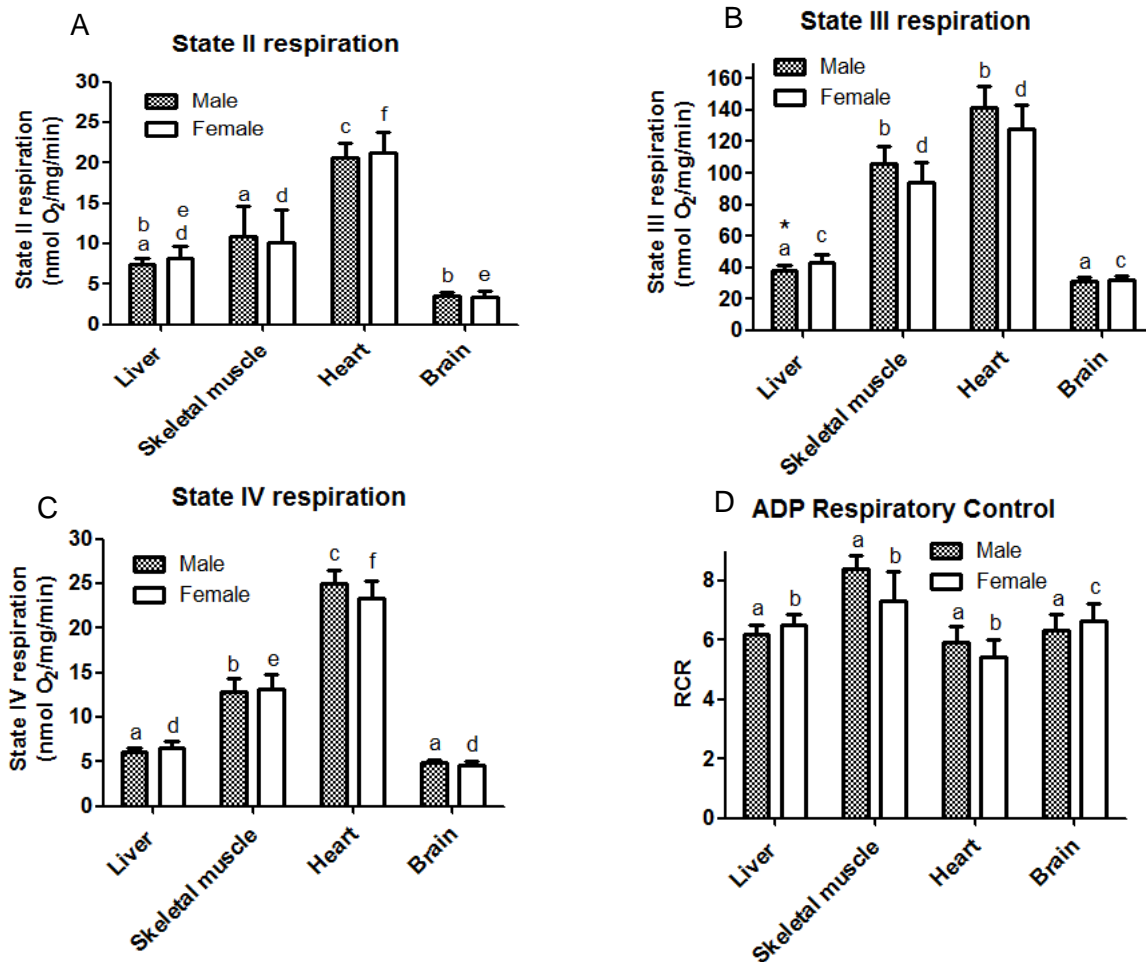 A
State II respiration
State II respiration
(nmol O2/mg/min)
30
25
20
15
10
5
0
Male
Female
b
a
e
d
a
d
c
f
b
e
Liver
Skeletal muscle
Heart
Brain
B
State III respiration
State III respiration
(nmol O2/mg/min)
160
140
120
100
80
60
40
20
0
Male
Female
*
a
c
b
d
b
d
a
c
Liver
Skeletal muscle
Heart
Brain
C
State IV respiration
State IV respiration
(nmol O2/mg/min)
30
25
20
15
10
5
0
Male
Female
a
d
b
e
c
f
a
d
Liver
Skeletal muscle
Heart
Brain
D
ADP Respiratory Control
RCR
8
6
4
2
0
Male
Female
a
b
a
b
a
b
a
c
Liver
Skeletal muscle
Heart
Brain